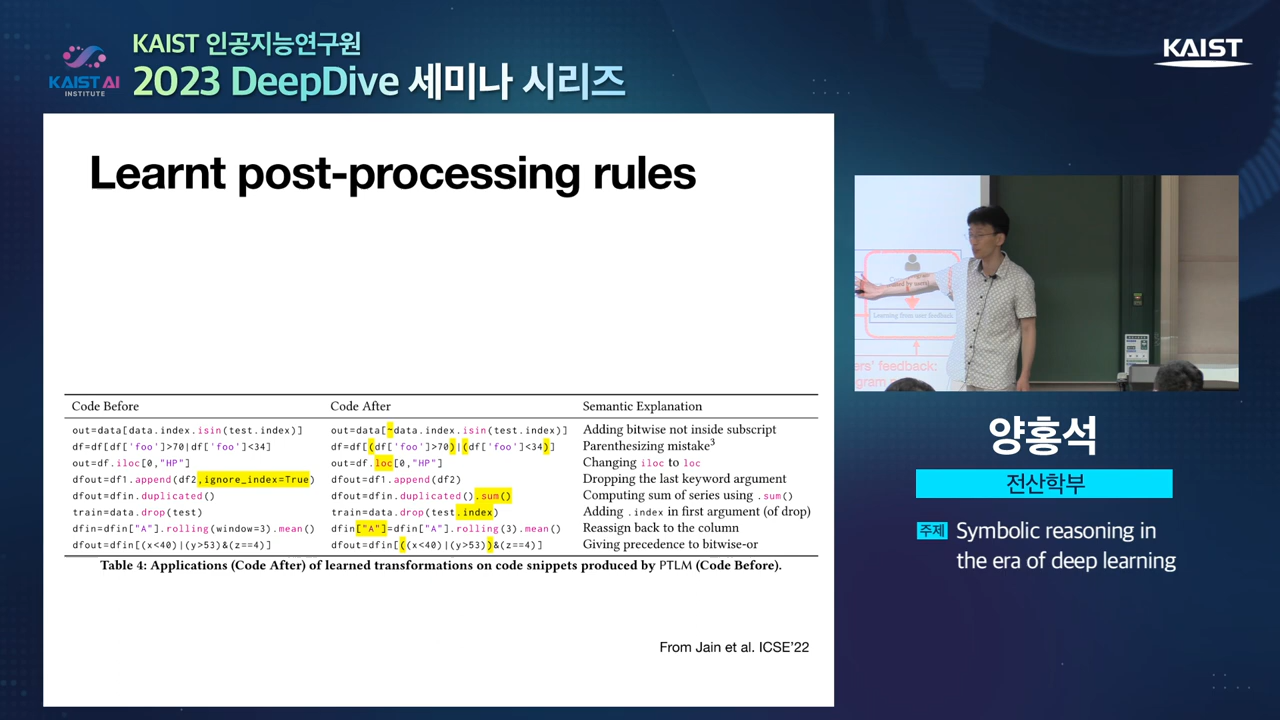 KAIST 인공지능연구원
2023 DeepDive 세미나 시리즈
KAIST AI
INSTITUTE
KAIST
Learnt post-processing rules
Code Before Code After Semantic Explanation
out=data[data.index.isin(test.index)] out=data[~data.index.isin(test.index)] Adding bitwise not inside subscript
df=df[df['foo']>70|df['foo']<34] df=df[(df['foo']>70)|(df['foo']<34)] Parenthesizing mistake³
out=df.iloc[0,"HP"] out=df.loc[0,"HP"] Changing iloc to loc
dfout=df1.append(df2,ignore_index=True) dfout=df1.append(df2) Dropping the last keyword argument
dfout=dfin.duplicated() dfout=dfin.duplicated().sum() Computing sum of series using .sum()
train=data.drop(test) train=data.drop(test.index) Adding .index in first argument (of drop)
dfin=dfin["A"].rolling(window=3).mean() dfin["A"]=dfin["A"].rolling(3).mean() Reassign back to the column
dfout=dfin[(x<40)|(y>53)&(z==4)] dfout=dfin[((x<40)|(y>53))&(z==4)] Giving precedence to bitwise-or
Table 4: Applications (Code After) of learned transformations on code snippets produced by PTLM (Code Before).
From Jain et al. ICSE'22
Learning from user feedback
ers' feedback:
양홍석
전산학부
주제 Symbolic reasoning in
the era of deep learning